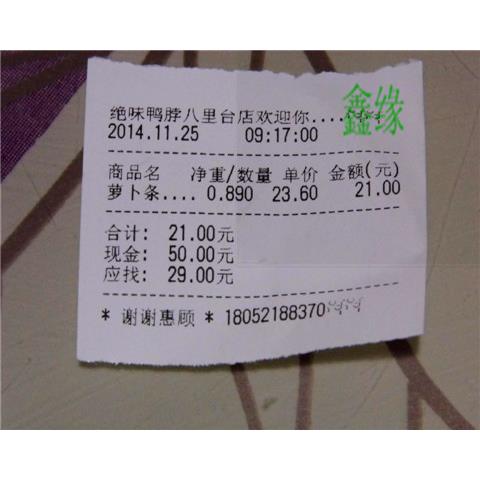 绝味鸭脖八里台店欢迎你....
鑫缘
2014.11.25 09:17:00
商品名 净重/数量 单价 金额(元)
萝卜条.... 0.890 23.60 21.00
合计: 21.00元
现金: 50.00元
应找: 29.00元
* 谢谢惠顾 * 18052188370